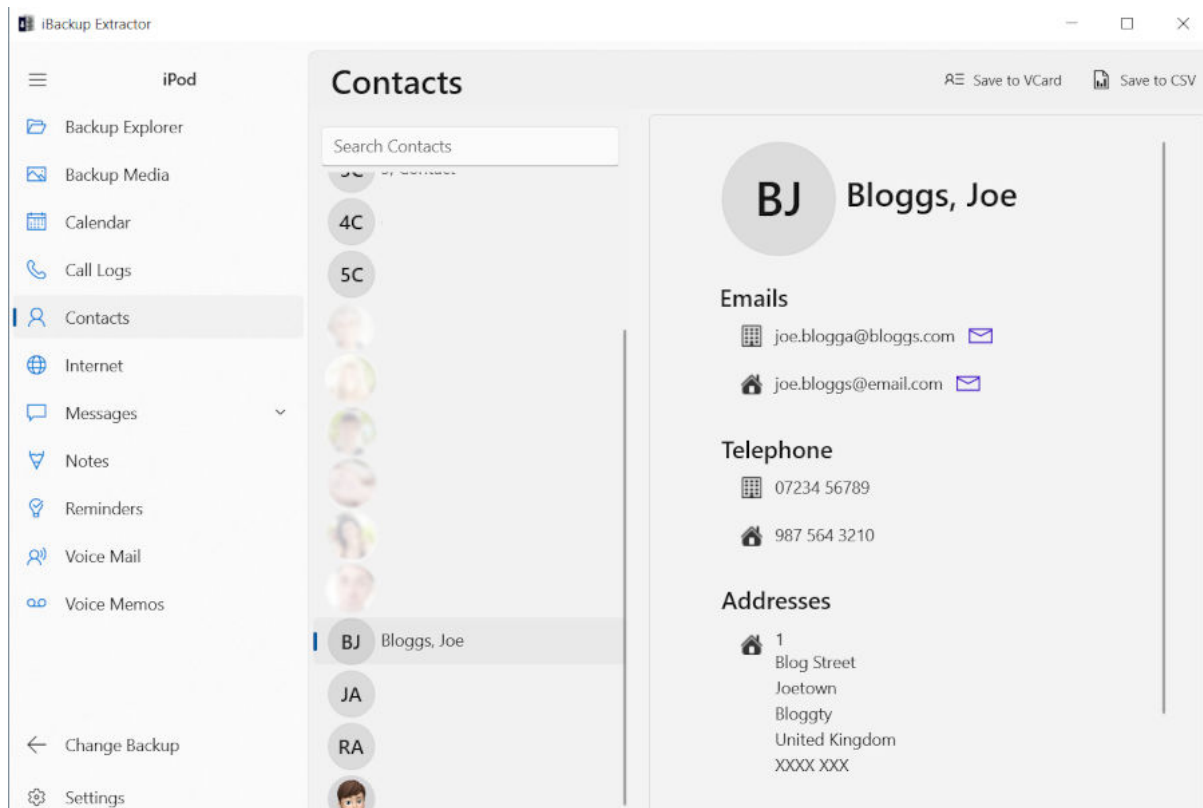 iBackup Extractor
iPod
Backup Explorer
Backup Media
Calendar
Call Logs
Contacts
Internet
Messages
Notes
Reminders
Voice Mail
Voice Memos
Change Backup
Settings
Contacts
Save to VCard
Save to CSV
Search Contacts
4C
5C
BJ Bloggs, Joe
JA
RA
BJ Bloggs, Joe
Emails
joe.blogga@bloggs.com
joe.bloggs@email.com
Telephone
07234 56789
987 564 3210
Addresses
1
Blog Street
Joetown
Bloggty
United Kingdom
XXXX XXX